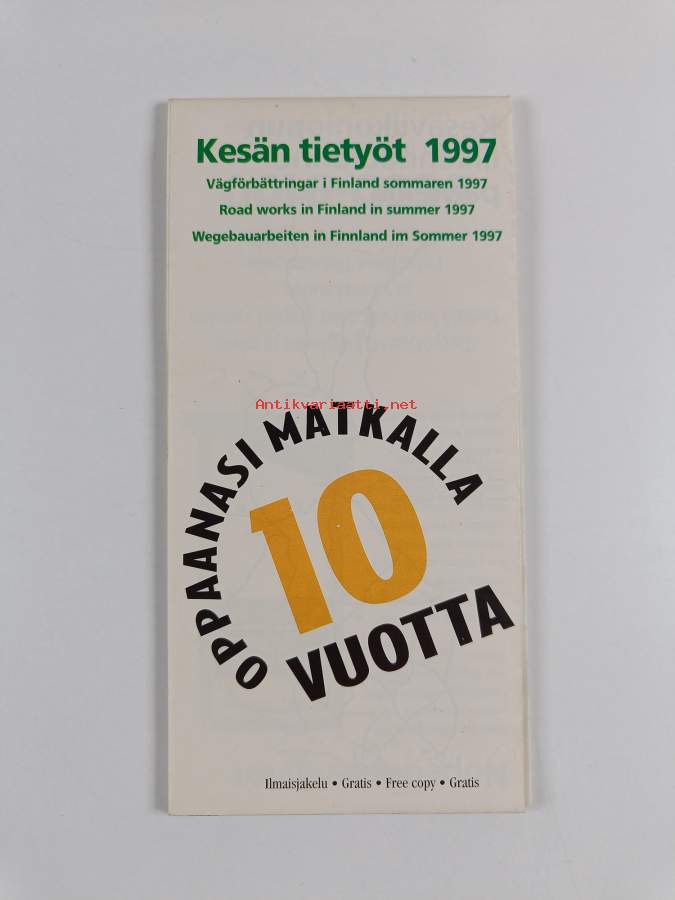 Kesän tietyöt 1997
Vägförbättringar i Finland sommaren 1997
Road works in Finland in summer 1997
Wegebauarbeiten in Finnland im Sommer 1997
Antikvariaatti.net
OPPAANASI MATKALLA
10
VUOTTA
Ilmaisjakelu • Gratis • Free copy • Gratis